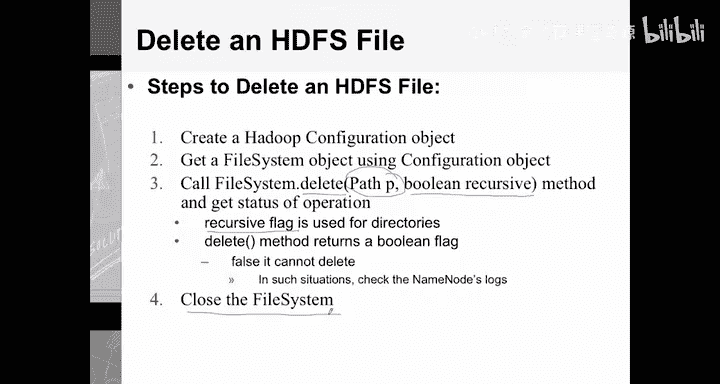 bilibili
Delete an HDFS File
• Steps to Delete an HDFS File:
1. Create a Hadoop Configuration object
2. Get a FileSystem object using Configuration object
3. Call FileSystem.delete(Path p, boolean recursive) method
and get status of operation
• recursive flag is used for directories
• delete() method returns a boolean flag
– false it cannot delete
» In such situations, check the NameNode's logs
4. Close the FileSystem